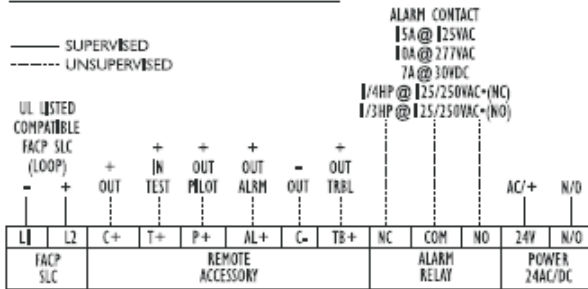 ALARM CONTACT
15A @ 125VAC
10A @ 277VAC
7A @ 30VDC
1/4HP @ 125/250VAC•(NC)
1/3HP @ 125/250VAC•(NO)
SUPERVISED
UNSUPERVISED
UL LISTED
COMPATIBLE
FACP SLC
(LOOP)
+ + + - +
+ IN OUT OUT OUT
- + OUT TEST PILOT ALRM OUT TRBL AC/+ N/O
L1 L2 C+ T+ P+ AL+ C- TB+ NC COM NO 24V N/O
FACP SLC
REMOTE ACCESSORY
ALARM RELAY
POWER 24AC/DC